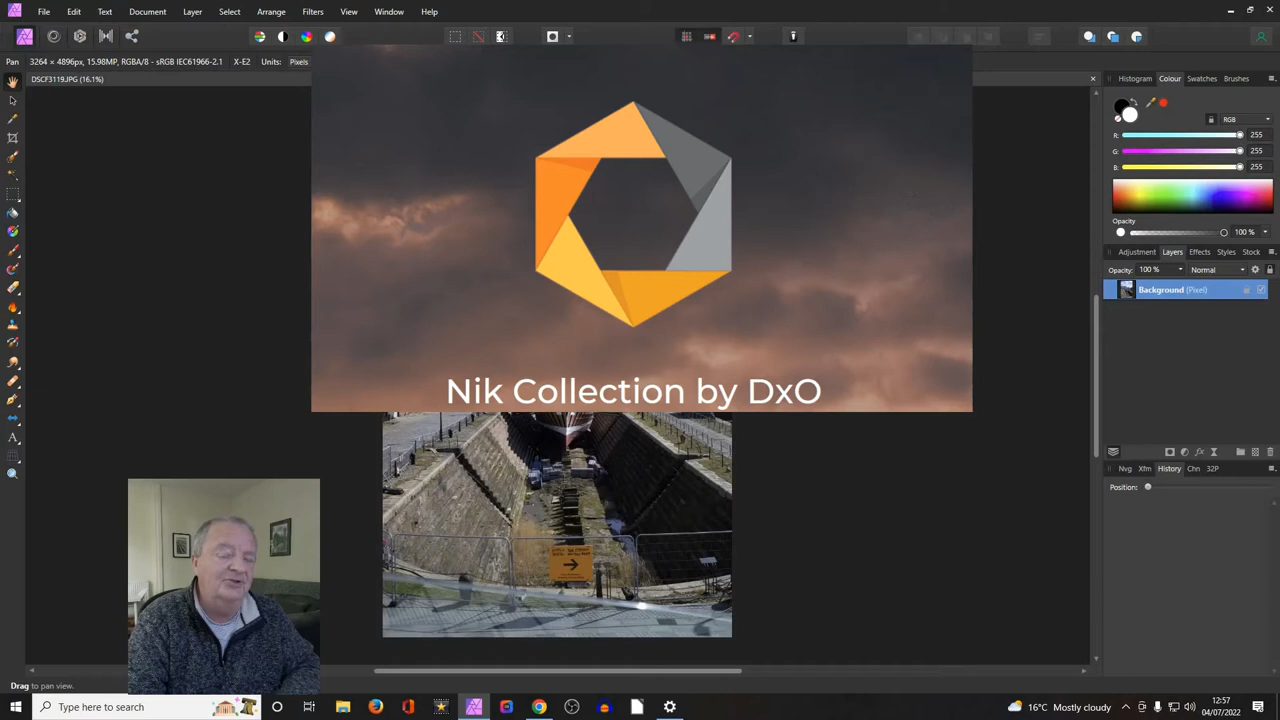 File Edit Text Document Layer Select Arrange Filters View Window Help
Pan 3264 × 4896px, 15.98MP, RGBA/8 - sRGB IEC61966-2.1 X-E2 Units: Pixels
DSCF3119.JPG (16.1%)
Histogram Colour Swatches Brushes
RGB
R: 255
G: 255
B: 255
Opacity
100 %
Adjustment Layers Effects Styles Stock
Opacity: 100 % Normal
Background (Pixel)
Nik Collection by DxO
Nvg Xfm History Chn 32P
Position:
Drag to pan view.
Type here to search
16°C Mostly cloudy
12:57
04/07/2022